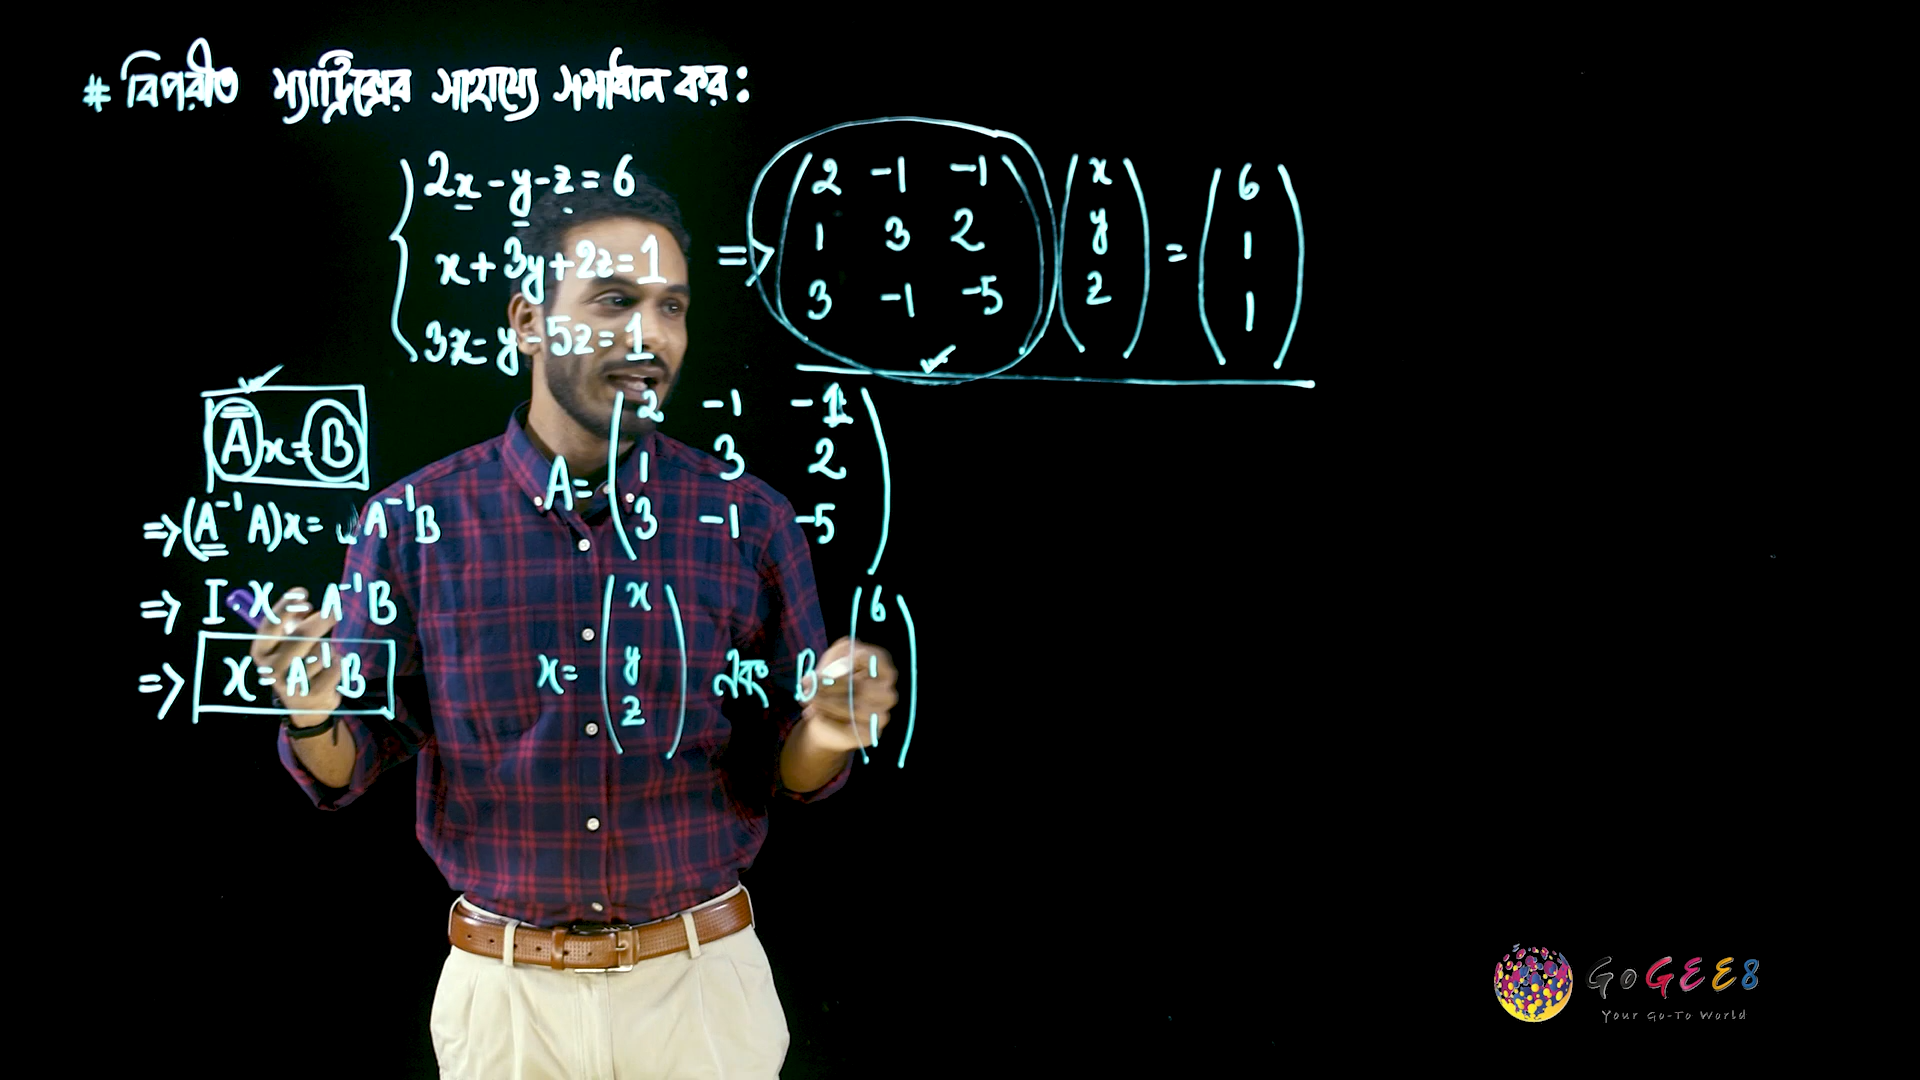 # বিপরীত ম্যাট্রিক্সের সাহায্যে সমাধান কর:
2x-y-z=6
x+3y+2z=1
3x-y-5z=1
=> (2 -1 -1) (x) = (6)
1 3 2 y 1
3 -1 -5 z 1
Ax=B
=>(A⁻¹A)x= A⁻¹B
=> I.X=A⁻¹B
=> x=A⁻¹B
A= (2 -1 -1)
1 3 2
3 -1 -5
x= (x) এবং B= (6)
y 1
z 1
GoGEE8
Your Go-To World